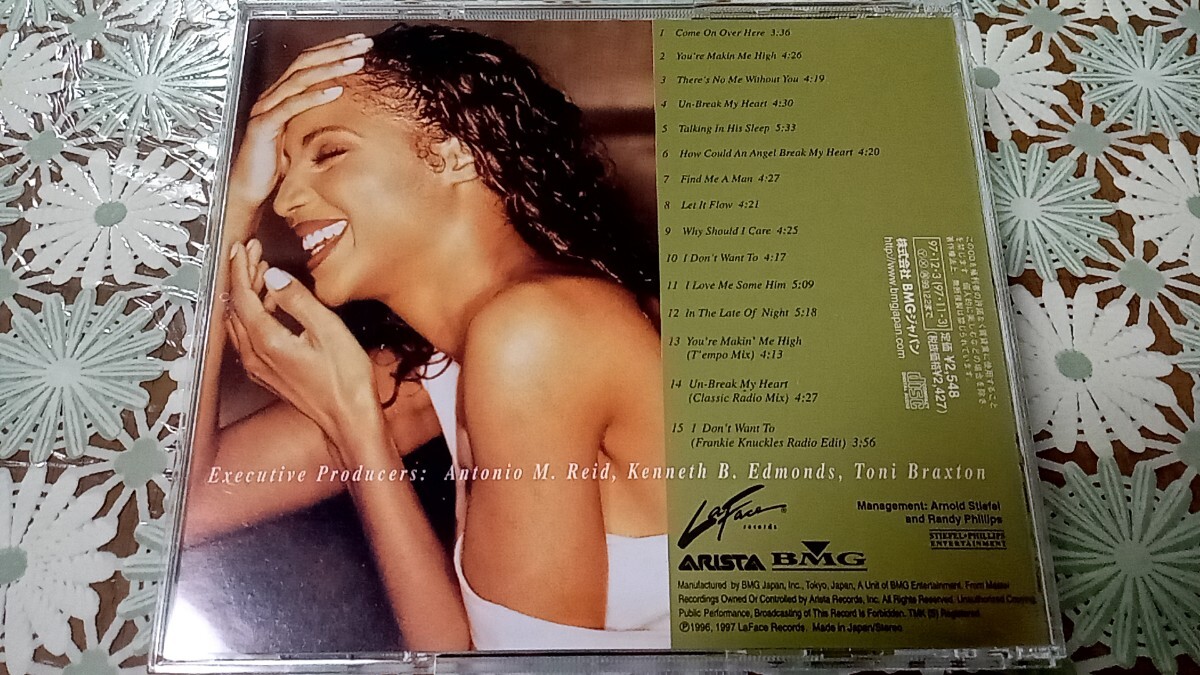 1 Come On Over Here 3:36
2 You're Makin Me High 4:26
3 There's No Me Without You 4:19
4 Un-Break My Heart 4:30
5 Talking In His Sleep 5:33
6 How Could An Angel Break My Heart 4:20
7 Find Me A Man 4:27
8 Let It Flow 4:21
9 Why Should I Care 4:25
10 I Don't Want To 4:17
11 I Love Me Some Him 5:09
12 In The Late Of Night 5:18
13 You're Makin' Me High
(T'empo Mix) 4:13
14 Un-Break My Heart
(Classic Radio Mix) 4:27
15 I Don't Want To
(Frankie Knuckles Radio Edit) 3:56
定価 ¥2,548
(税抜価格¥2,427)
株式会社 BMGジャパン
http://www.bmgjapan.com
disc
Executive Producers: Antonio M. Reid, Kenneth B. Edmonds, Toni Braxton
LaFace
records
Management: Arnold Stiefel
and Randy Phillips
STIEFEL•PHILLIPS
ENTERTAINMENT
ARISTA BMG
Manufactured by BMG Japan, Inc., Tokyo, Japan, A Unit of BMG Entertainment. From Master
Recordings Owned Or Controlled by Arista Records, Inc. All Rights Reserved. Unauthorized Copying,
Public Performance, Broadcasting of This Record is Forbidden. TMK (S) Registered
Ⓟ1996, 1997 LaFace Records. Made in Japan/Stereo